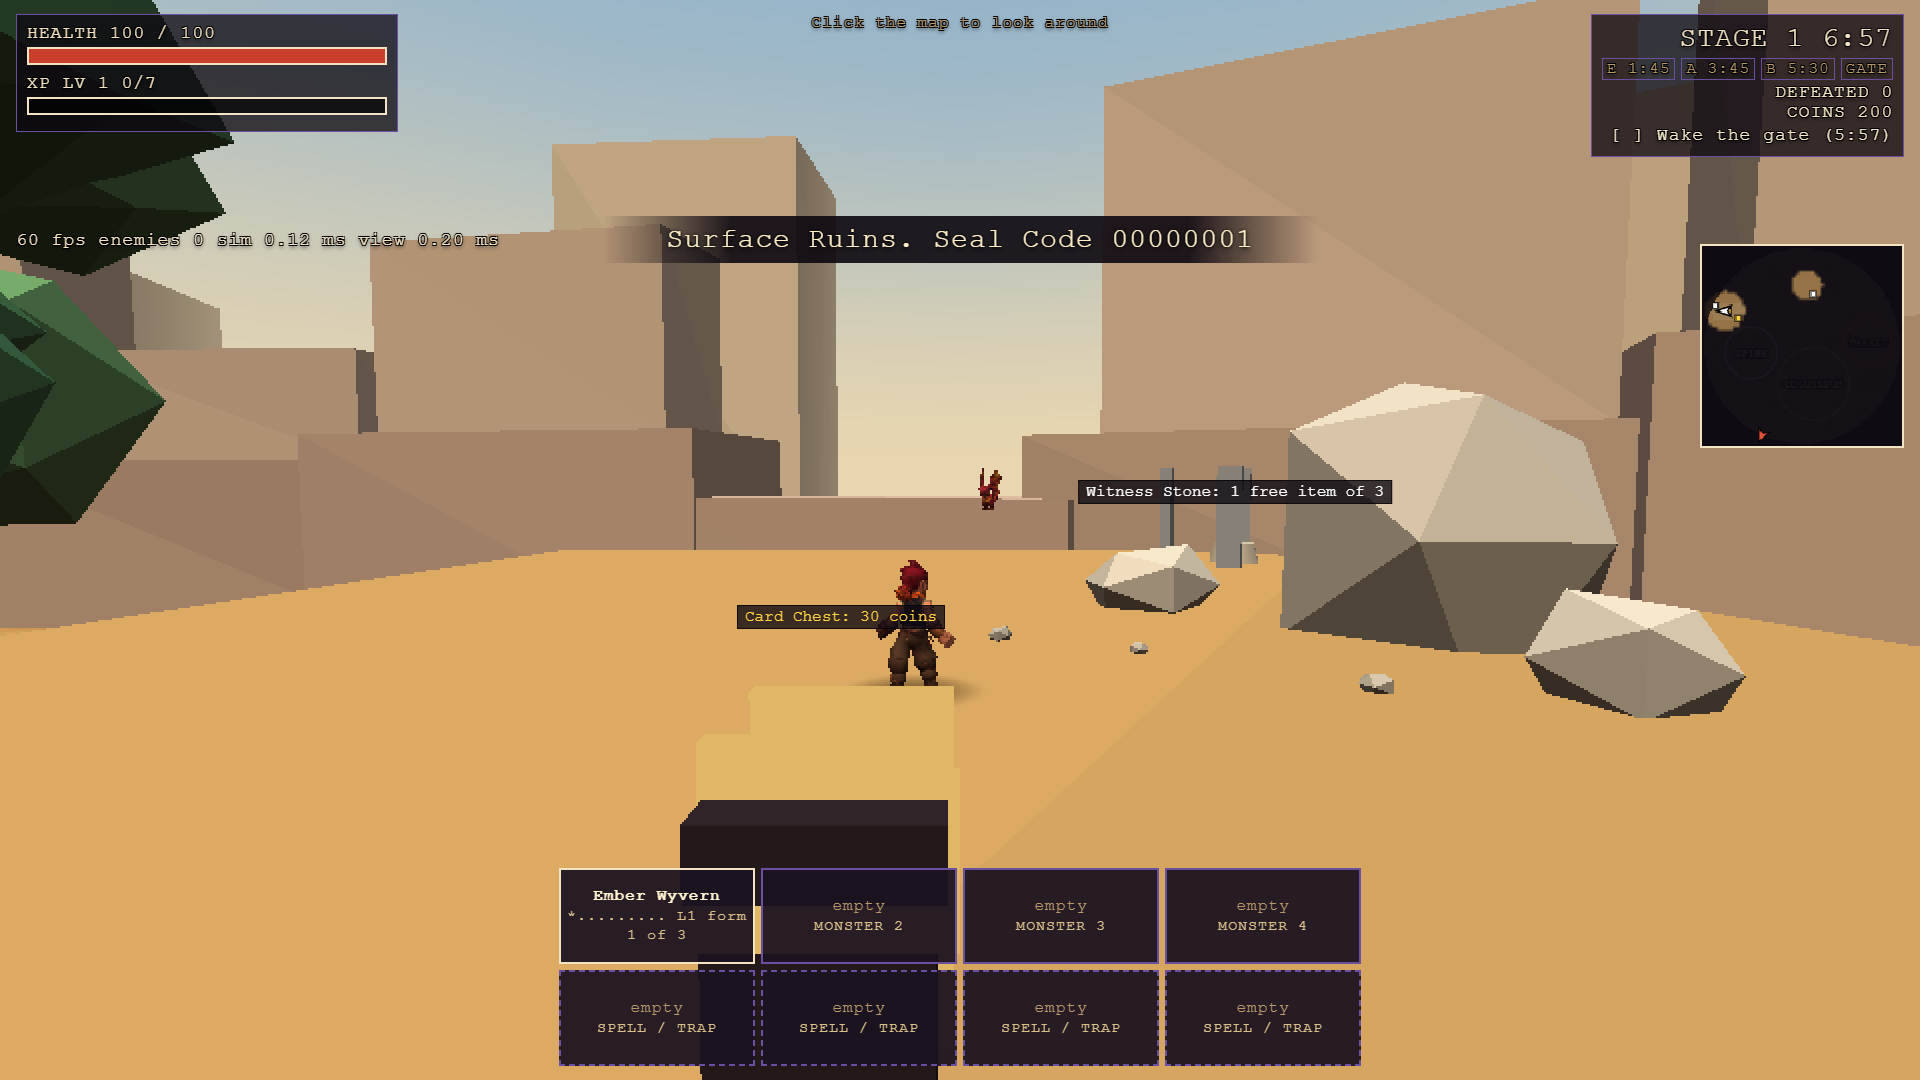 HEALTH 100 / 100
XP LV 1 0/7
Click the map to look around
STAGE 1 6:57
E 1:45 A 3:45 B 5:30 GATE
DEFEATED 0
COINS 200
[ ] Wake the gate (5:57)
60 fps enemies 0 sim 0.12 ms view 0.20 ms
Surface Ruins. Seal Code 00000001
Witness Stone: 1 free item of 3
Card Chest: 30 coins
Ember Wyvern
*......... L1 form
1 of 3
empty
MONSTER 2
empty
MONSTER 3
empty
MONSTER 4
empty
SPELL / TRAP
empty
SPELL / TRAP
empty
SPELL / TRAP
empty
SPELL / TRAP